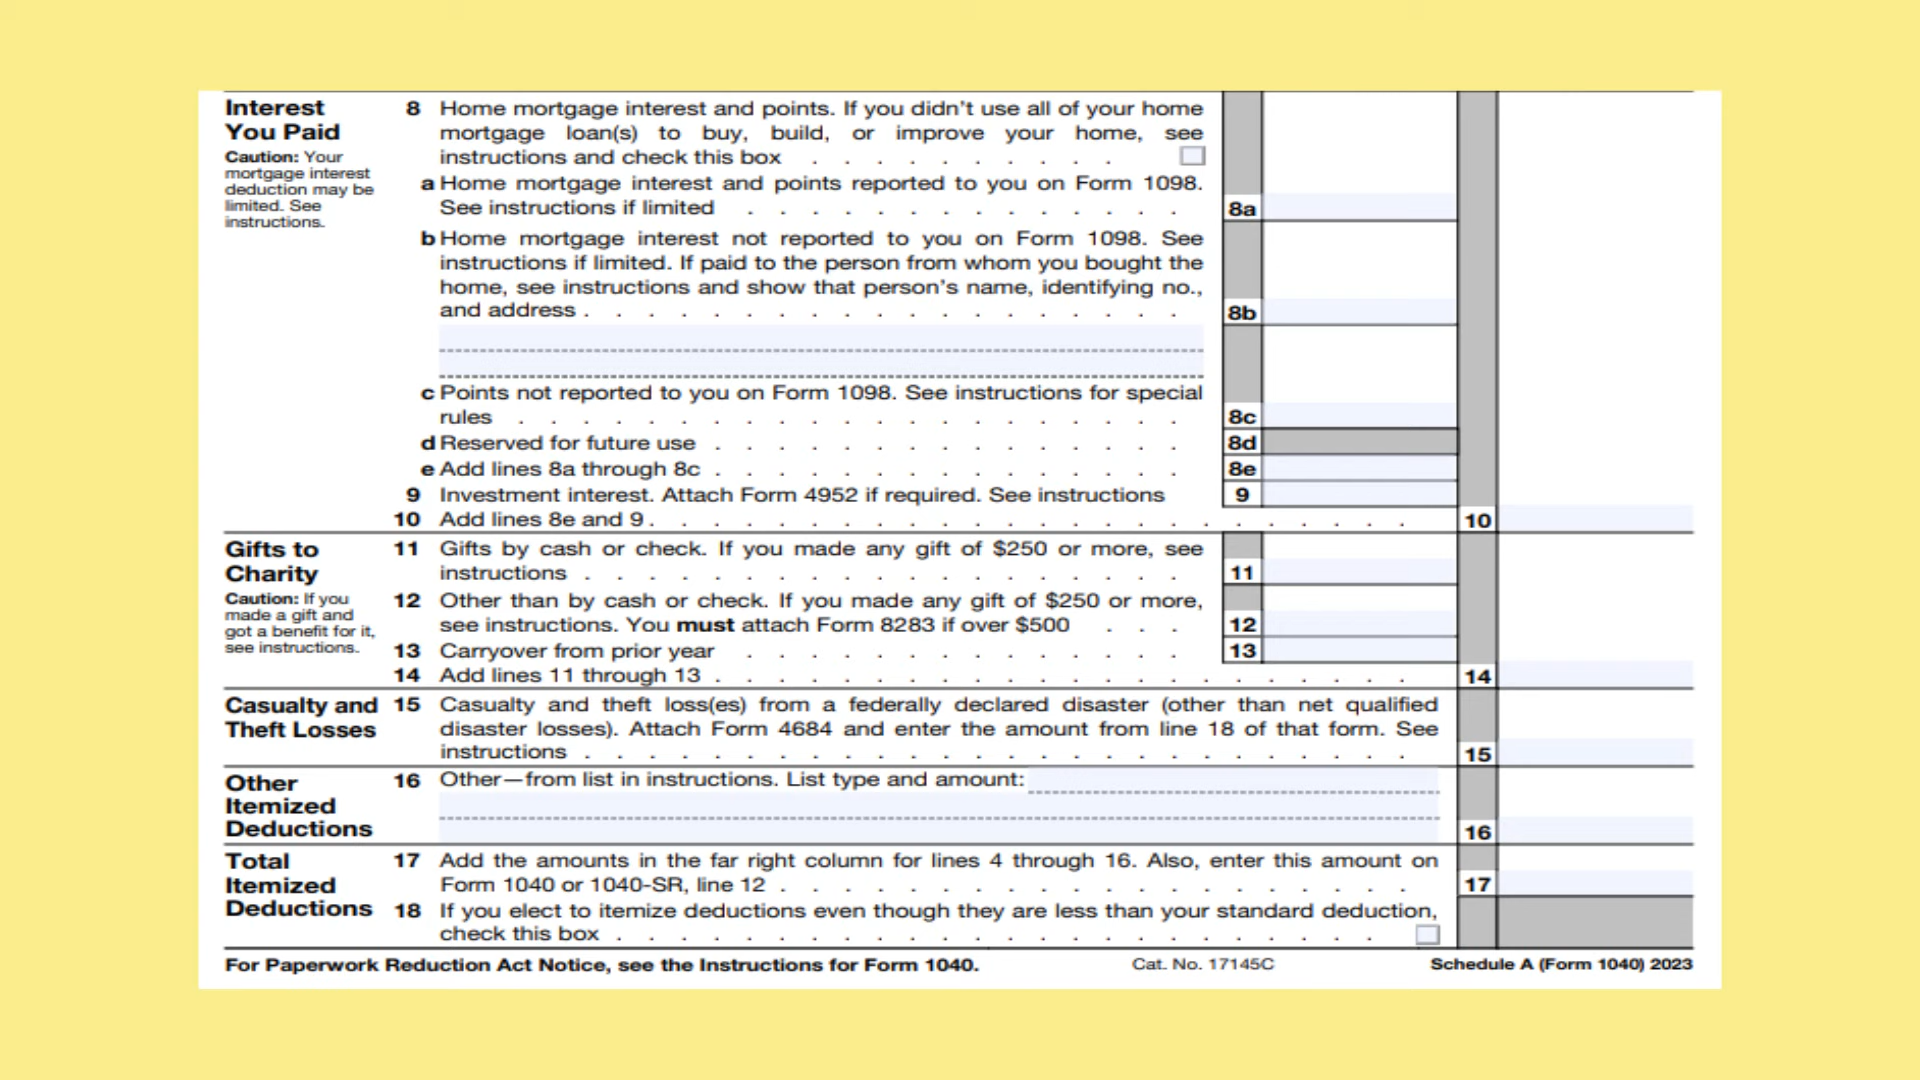 Interest
You Paid
Caution: Your
mortgage interest
deduction may be
limited. See
instructions.
8 Home mortgage interest and points. If you didn’t use all of your home
mortgage loan(s) to buy, build, or improve your home, see
instructions and check this box . . . . . . . . . .
a Home mortgage interest and points reported to you on Form 1098.
See instructions if limited . . . . . . . . . . . . . . 8a
b Home mortgage interest not reported to you on Form 1098. See
instructions if limited. If paid to the person from whom you bought the
home, see instructions and show that person’s name, identifying no.,
and address . . . . . . . . . . . . . . . . . . . 8b
c Points not reported to you on Form 1098. See instructions for special
rules . . . . . . . . . . . . . . . . . . . . . 8c
d Reserved for future use . . . . . . . . . . . . . . . 8d
e Add lines 8a through 8c . . . . . . . . . . . . . . . 8e
9 Investment interest. Attach Form 4952 if required. See instructions 9
10 Add lines 8e and 9 . . . . . . . . . . . . . . . . . . . . . . . . 10
Gifts to
Charity
Caution: If you
made a gift and
got a benefit for it,
see instructions.
11 Gifts by cash or check. If you made any gift of $250 or more, see
instructions . . . . . . . . . . . . . . . . . . . 11
12 Other than by cash or check. If you made any gift of $250 or more,
see instructions. You must attach Form 8283 if over $500 . . . 12
13 Carryover from prior year . . . . . . . . . . . . . . 13
14 Add lines 11 through 13 . . . . . . . . . . . . . . . . . . . . . . 14
Casualty and
Theft Losses
15 Casualty and theft loss(es) from a federally declared disaster (other than net qualified
disaster losses). Attach Form 4684 and enter the amount from line 18 of that form. See
instructions . . . . . . . . . . . . . . . . . . . . . . . . . . 15
Other
Itemized
Deductions
16 Other—from list in instructions. List type and amount:
16
Total
Itemized
Deductions
17 Add the amounts in the far right column for lines 4 through 16. Also, enter this amount on
Form 1040 or 1040-SR, line 12 . . . . . . . . . . . . . . . . . . . . 17
18 If you elect to itemize deductions even though they are less than your standard deduction,
check this box . . . . . . . . . . . . . . . . . . . . . . . .
For Paperwork Reduction Act Notice, see the Instructions for Form 1040. Cat. No. 17145C Schedule A (Form 1040) 2023